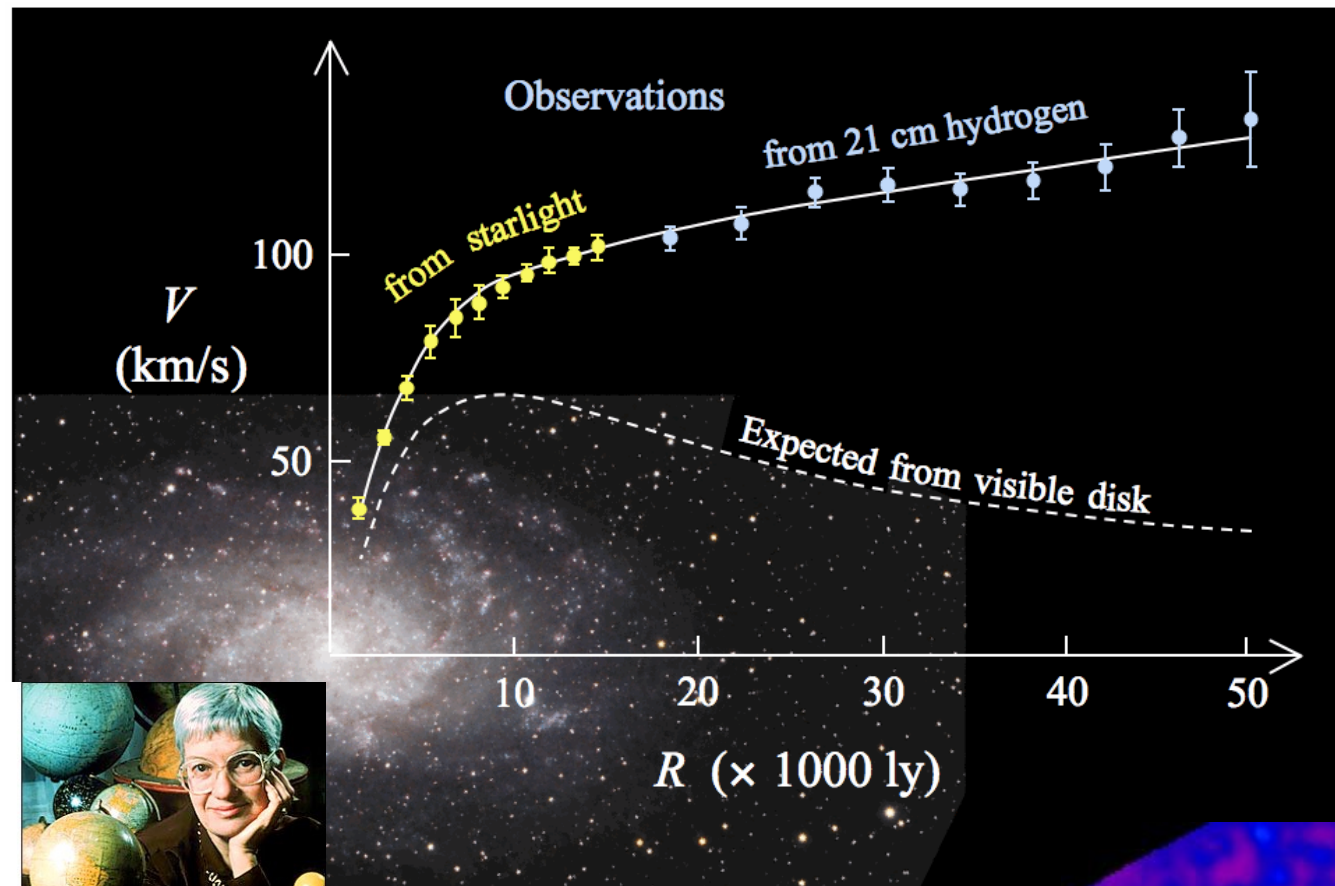 Observations
from 21 cm hydrogen
from starlight
100
V
(km/s)
50
Expected from visible disk
10
20
30
40
50
R (× 1000 ly)